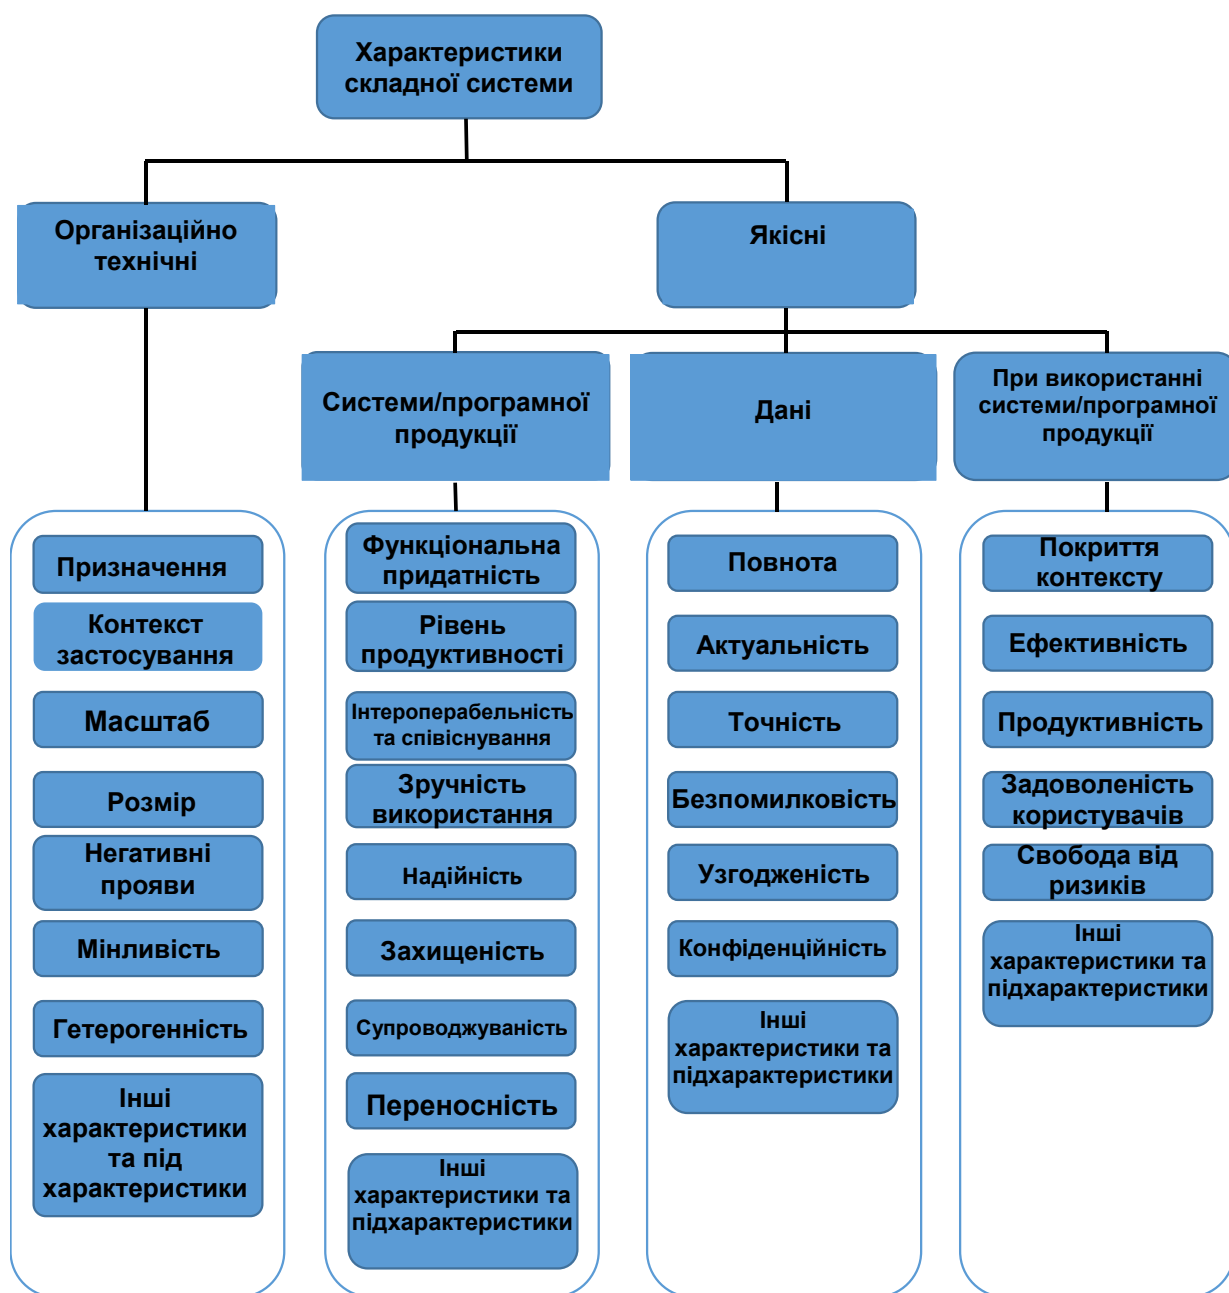 Характеристики
складної системи
Організаційно
технічні
Якісні
Системи/програмної
продукції
Дані
При використанні
системи/програмної
продукції
Призначення
Контекст
застосування
Масштаб
Розмір
Негативні
прояви
Мінливість
Гетерогенність
Інші
характеристики
та під
характеристики
Функціональна
придатність
Рівень
продуктивності
Інтероперабельність
та співіснування
Зручність
використання
Надійність
Захищеність
Супроводжуваність
Переносність
Інші
характеристики та
підхарактеристики
Повнота
Актуальність
Точність
Безпомилковість
Узгодженість
Конфіденційність
Інші
характеристики та
підхарактеристики
Покриття
контексту
Ефективність
Продуктивність
Задоволеність
користувачів
Свобода від
ризиків
Інші
характеристики та
підхарактеристики